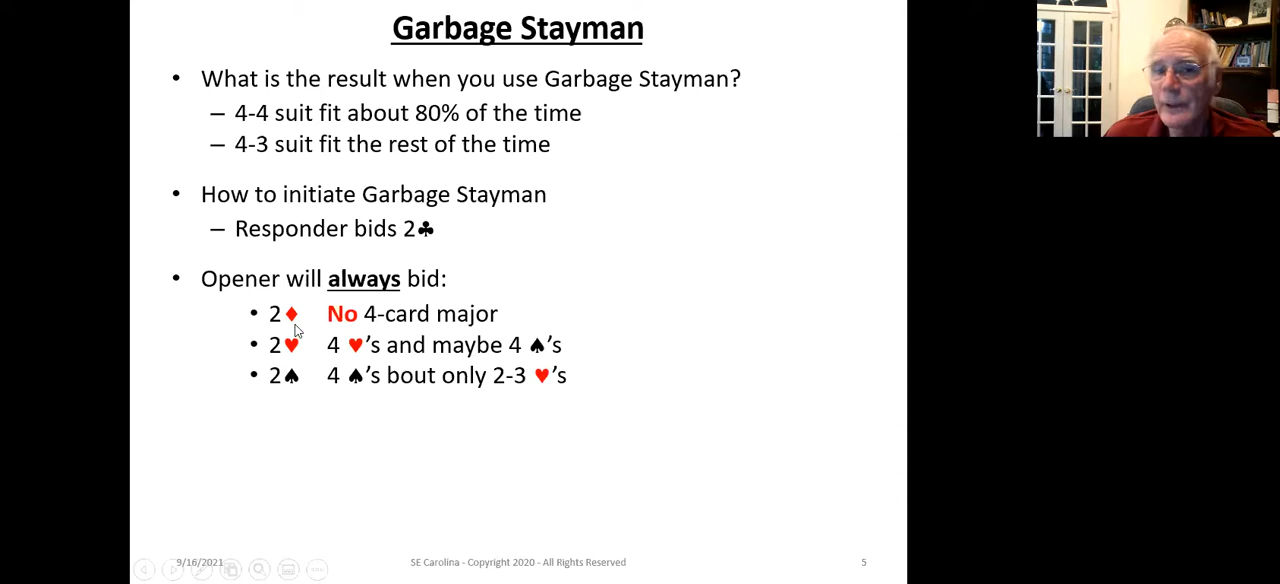 Garbage Stayman
• What is the result when you use Garbage Stayman?
– 4-4 suit fit about 80% of the time
– 4-3 suit fit the rest of the time
• How to initiate Garbage Stayman
– Responder bids 2♣
• Opener will always bid:
• 2♦ No 4-card major
• 2♥ 4 ♥'s and maybe 4 ♠'s
• 2♠ 4 ♠'s bout only 2-3 ♥'s
9/16/2021 SE Carolina - Copyright 2020 - All Rights Reserved 5